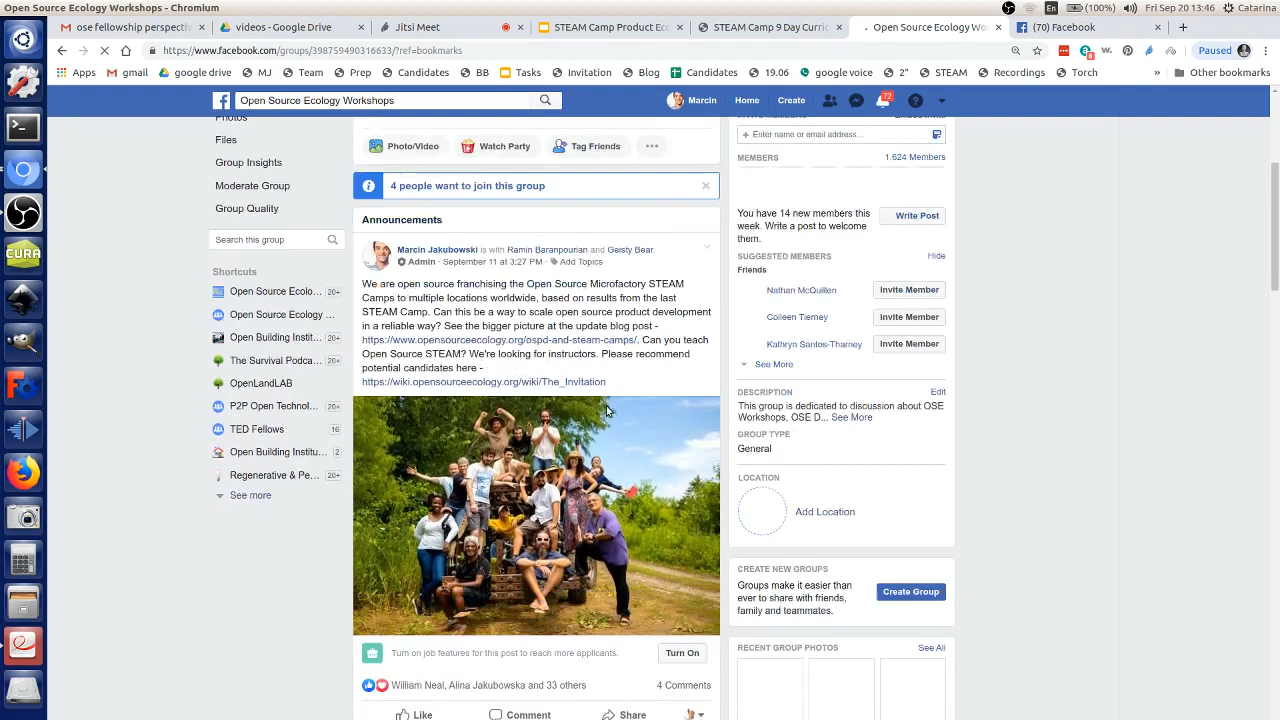 Open Source Ecology Workshops - Chromium
En
(100%)
Fri Sep 20 13:46
Catarina
ose fellowship perspectiv
videos - Google Drive
Jitsi Meet
STEAM Camp Product Eco
STEAM Camp 9 Day Curric
Open Source Ecology Wor
(70) Facebook
https://www.facebook.com/groups/398759490316633/?ref=bookmarks
Paused
Apps
gmail
google drive
MJ
Team
Prep
Candidates
BB
Tasks
Invitation
Blog
Candidat
19.06
google voice
2"
STEAM
Recordings
Torch
Other bookmarks
Open Source Ecology Workshops
Marcin
Home
Create
72
Photos
Files
Group Insights
Moderate Group
Group Quality
Search this group
Shortcuts
Open Source Ecolo... 20+
Open Source Ecology ...
Open Building Instit...
The Survival Podca... 20+
OpenLandLAB
P2P Open Technol... 20+
TED Fellows 16
Open Building Institu... 2
Regenerative & Pe... 20+
See more
Photo/Video
Watch Party
Tag Friends
4 people want to join this group
Announcements
Marcin Jakubowski is with Ramin Baranpourian and Geisty Bear.
Admin · September 11 at 3:27 PM · Add Topics
We are open source franchising the Open Source Microfactory STEAM
Camps to multiple locations worldwide, based on results from the last
STEAM Camp. Can this be a way to scale open source product development
in a reliable way? See the bigger picture at the update blog post -
https://www.opensourceecology.org/ospd-and-steam-camps/. Can you teach
Open Source STEAM? We're looking for instructors. Please recommend
potential candidates here -
https://wiki.opensourceecology.org/wiki/The_Invitation
Turn on job features for this post to reach more applicants.
Turn On
William Neal, Alina Jakubowska and 33 others
4 Comments
Like
Comment
Share
Enter name or email address...
MEMBERS
1,624 Members
You have 14 new members this
week. Write a post to welcome
them.
Write Post
SUGGESTED MEMBERS
Hide
Friends
Nathan McQuillen
Invite Member
Colleen Tierney
Invite Member
Kathryn Santos-Tharney
Invite Member
See More
DESCRIPTION
Edit
This group is dedicated to discussion about OSE
Workshops, OSE D... See More
GROUP TYPE
General
LOCATION
Add Location
CREATE NEW GROUPS
Groups make it easier than
ever to share with friends,
family and teammates.
Create Group
RECENT GROUP PHOTOS
See All
CURA